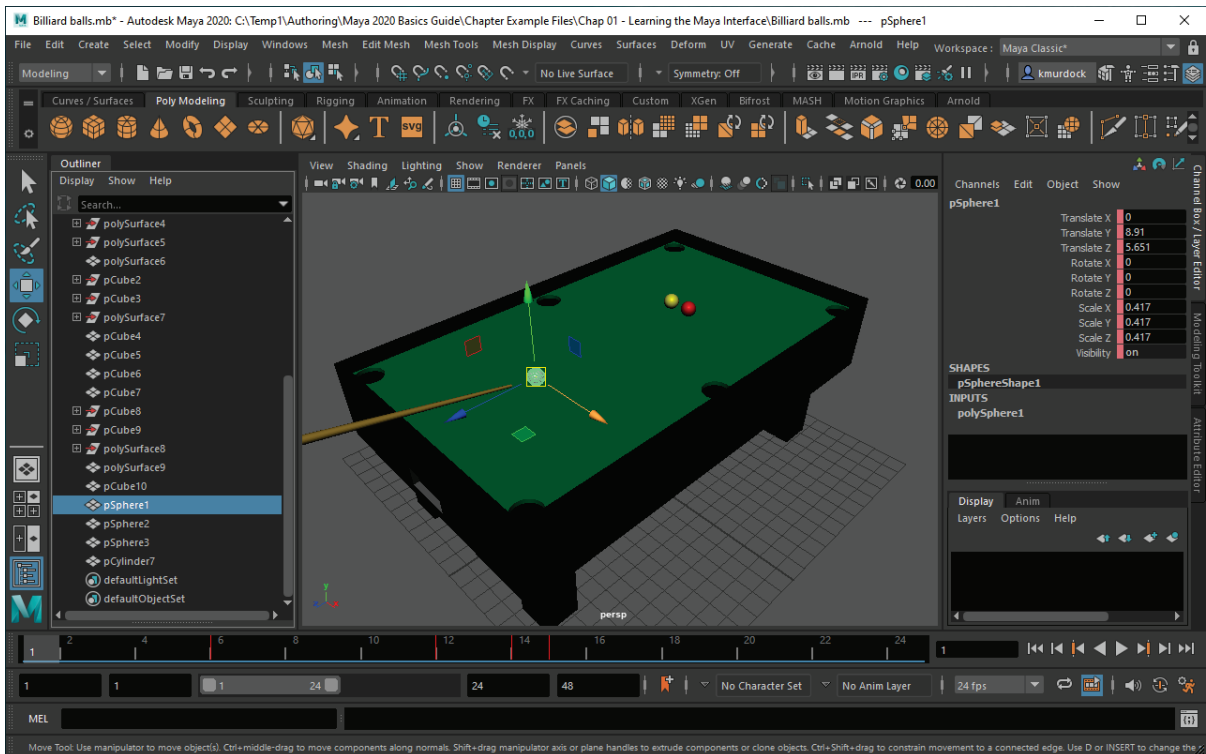 Billiard balls.mb* - Autodesk Maya 2020: C:\Temp1\Authoring\Maya 2020 Basics Guide\Chapter Example Files\Chap 01 - Learning the Maya Interface\Billiard balls.mb --- pSphere1
File Edit Create Select Modify Display Windows Mesh Edit Mesh Mesh Tools Mesh Display Curves Surfaces Deform UV Generate Cache Arnold Help Workspace: Maya Classic*
Modeling No Live Surface Symmetry: Off IPR kmurdock
Curves / Surfaces Poly Modeling Sculpting Rigging Animation Rendering FX FX Caching Custom XGen Bifrost MASH Motion Graphics Arnold
T svg 0,0,0
Outliner
Display Show Help
Search...
polySurface4
polySurface5
polySurface6
pCube2
pCube3
polySurface7
pCube4
pCube5
pCube6
pCube7
pCube8
pCube9
polySurface8
polySurface9
pCube10
pSphere1
pSphere2
pSphere3
pCylinder7
defaultLightSet
defaultObjectSet
View Shading Lighting Show Renderer Panels
0.00
y
persp
Channels Edit Object Show
pSphere1
Translate X 0
Translate Y 8.91
Translate Z 5.651
Rotate X 0
Rotate Y 0
Rotate Z 0
Scale X 0.417
Scale Y 0.417
Scale Z 0.417
Visibility on
SHAPES
pSphereShape1
INPUTS
polySphere1
Display Anim
Layers Options Help
Channel Box / Layer Editor
Modeling Toolkit
Attribute Editor
1 2 4 6 8 10 12 14 16 18 20 22 24 1
1 1 1 24 24 48 No Character Set No Anim Layer 24 fps
MEL
Move Tool: Use manipulator to move object(s). Ctrl+middle-drag to move components along normals. Shift+drag manipulator axis or plane handles to extrude components or clone objects. Ctrl+Shift+drag to constrain movement to a connected edge. Use D or INSERT to change the